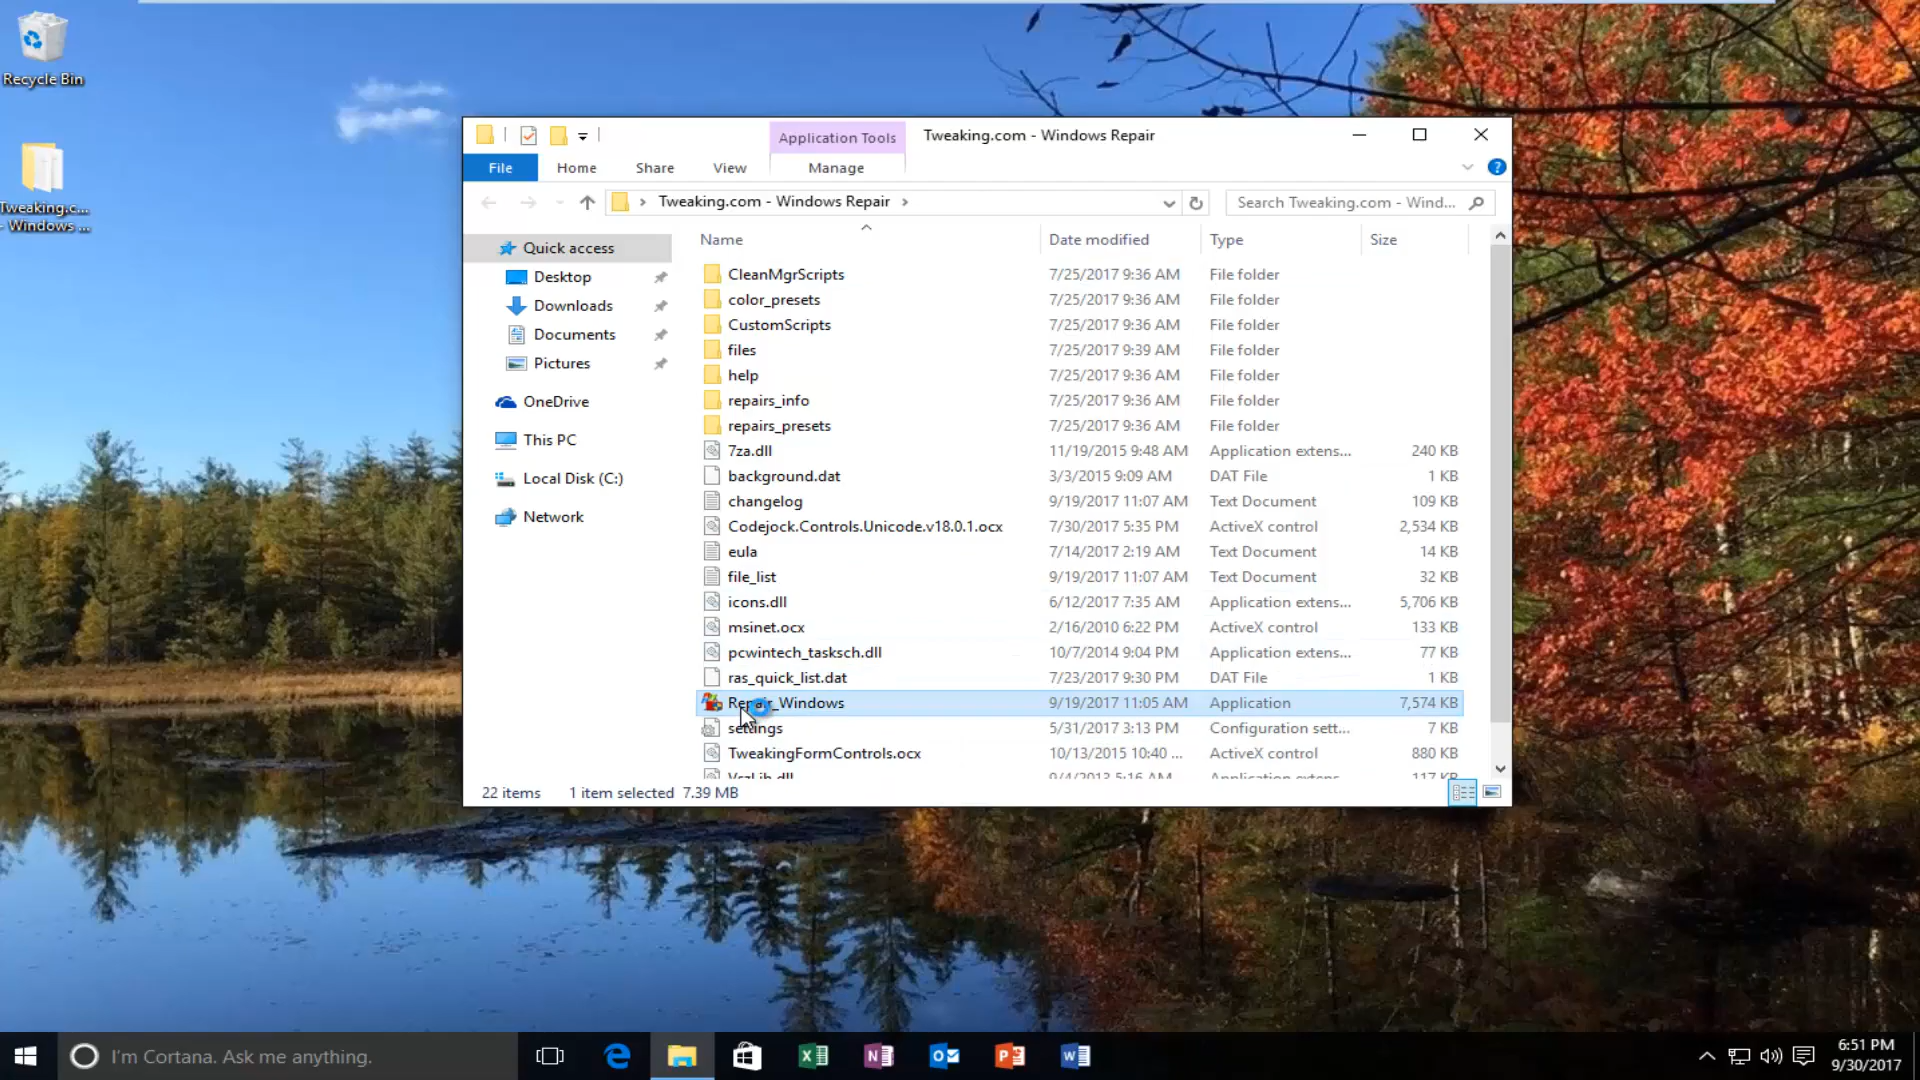 Recycle Bin
Tweaking.c...
- Windows ...
Application Tools
Tweaking.com - Windows Repair
File
Home
Share
View
Manage
Tweaking.com - Windows Repair
Search Tweaking.com - Wind...
Quick access
Desktop
Downloads
Documents
Pictures
OneDrive
This PC
Local Disk (C:)
Network
Name Date modified Type Size
CleanMgrScripts 7/25/2017 9:36 AM File folder
color_presets 7/25/2017 9:36 AM File folder
CustomScripts 7/25/2017 9:36 AM File folder
files 7/25/2017 9:39 AM File folder
help 7/25/2017 9:36 AM File folder
repairs_info 7/25/2017 9:36 AM File folder
repairs_presets 7/25/2017 9:36 AM File folder
7za.dll 11/19/2015 9:48 AM Application extens... 240 KB
background.dat 3/3/2015 9:09 AM DAT File 1 KB
changelog 9/19/2017 11:07 AM Text Document 109 KB
Codejock.Controls.Unicode.v18.0.1.ocx 7/30/2017 5:35 PM ActiveX control 2,534 KB
eula 7/14/2017 2:19 AM Text Document 14 KB
file_list 9/19/2017 11:07 AM Text Document 32 KB
icons.dll 6/12/2017 7:35 AM Application extens... 5,706 KB
msinet.ocx 2/16/2010 6:22 PM ActiveX control 133 KB
pcwintech_tasksch.dll 10/7/2014 9:04 PM Application extens... 77 KB
ras_quick_list.dat 7/23/2017 9:30 PM DAT File 1 KB
Repair_Windows 9/19/2017 11:05 AM Application 7,574 KB
settings 5/31/2017 3:13 PM Configuration sett... 7 KB
TweakingFormControls.ocx 10/13/2015 10:40 ... ActiveX control 880 KB
9/4/2013 5:16 AM Application extens... 117 KB
22 items 1 item selected 7.39 MB
I'm Cortana. Ask me anything.
6:51 PM
9/30/2017